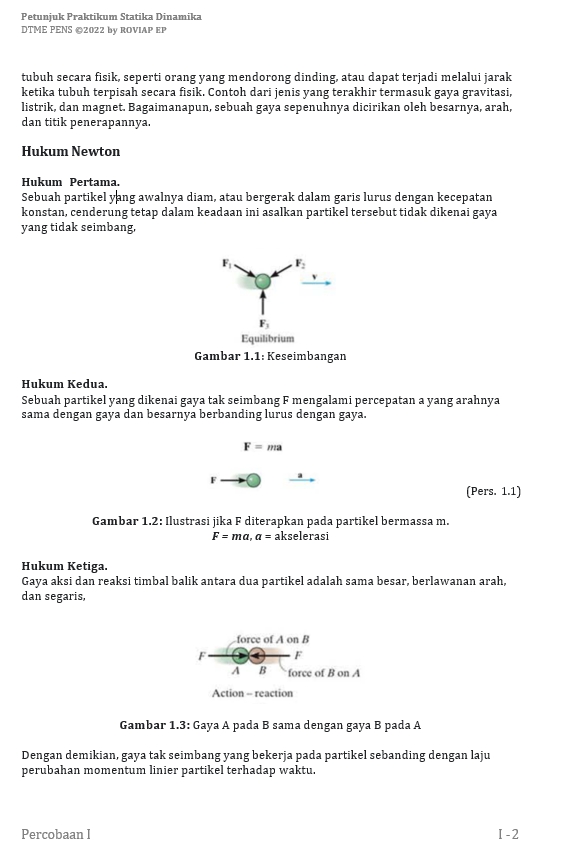 Petunjuk Praktikum Statika Dinamika
DTME PENS ©2022 by ROVIAP EP
tubuh secara fisik, seperti orang yang mendorong dinding, atau dapat terjadi melalui jarak
ketika tubuh terpisah secara fisik. Contoh dari jenis yang terakhir termasuk gaya gravitasi,
listrik, dan magnet. Bagaimanapun, sebuah gaya sepenuhnya dicirikan oleh besarnya, arah,
dan titik penerapannya.
Hukum Newton
Hukum Pertama.
Sebuah partikel yang awalnya diam, atau bergerak dalam garis lurus dengan kecepatan
konstan, cenderung tetap dalam keadaan ini asalkan partikel tersebut tidak dikenai gaya
yang tidak seimbang,
F₁ F₂ v
F₃
Equilibrium
Gambar 1.1: Keseimbangan
Hukum Kedua.
Sebuah partikel yang dikenai gaya tak seimbang F mengalami percepatan a yang arahnya
sama dengan gaya dan besarnya berbanding lurus dengan gaya.
F = ma
F a
(Pers. 1.1)
Gambar 1.2: Ilustrasi jika F diterapkan pada partikel bermassa m.
F = ma, a = akselerasi
Hukum Ketiga.
Gaya aksi dan reaksi timbal balik antara dua partikel adalah sama besar, berlawanan arah,
dan segaris,
force of A on B
F F
A B force of B on A
Action – reaction
Gambar 1.3: Gaya A pada B sama dengan gaya B pada A
Dengan demikian, gaya tak seimbang yang bekerja pada partikel sebanding dengan laju
perubahan momentum linier partikel terhadap waktu.
Percobaan I I - 2